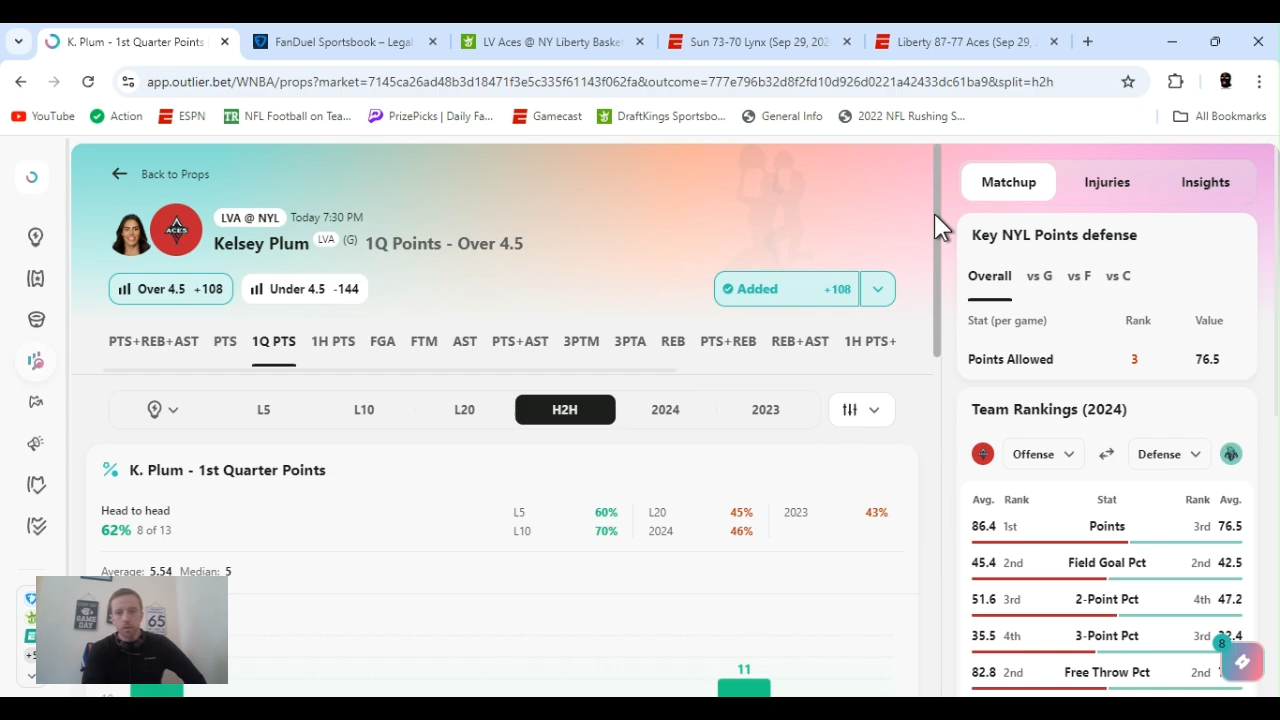 K. Plum - 1st Quarter Points
FanDuel Sportsbook – Legal
LV Aces @ NY Liberty Basket
Sun 73-70 Lynx (Sep 29, 202
Liberty 87-77 Aces (Sep 29, 2
app.outlier.bet/WNBA/props?market=7145ca26ad48b3d18471f3e5c335f61143f062fa&outcome=777e796b32d5f2fd10d926d0221a42433dc61ba9&split=h2h
YouTube
Action
ESPN
NFL Football on Tea...
PrizePicks | Daily Fa...
Gamecast
DraftKings Sportsbo...
General Info
2022 NFL Rushing S...
All Bookmarks
Back to Props
LVA @ NYL Today 7:30 PM
Kelsey Plum LVA (G) 1Q Points - Over 4.5
ACES
Over 4.5 +108
Under 4.5 -144
Added +108
PTS+REB+AST PTS 1Q PTS 1H PTS FGA FTM AST PTS+AST 3PTM 3PTA REB PTS+REB REB+AST 1H PTS+
L5 L10 L20 H2H 2024 2023
K. Plum - 1st Quarter Points
Head to head
62% 8 of 13
L5 60% L20 45% 2023 43%
L10 70% 2024 46%
Average: 5.54 Median: 5
11
GAME DAY
65
Matchup Injuries Insights
Key NYL Points defense
Overall vs G vs F vs C
Stat (per game) Rank Value
Points Allowed 3 76.5
Team Rankings (2024)
Offense Defense
Avg. Rank Stat Rank Avg.
86.4 1st Points 3rd 76.5
45.4 2nd Field Goal Pct 2nd 42.5
51.6 3rd 2-Point Pct 4th 47.2
35.5 4th 3-Point Pct 3rd
82.8 2nd Free Throw Pct 2nd
8